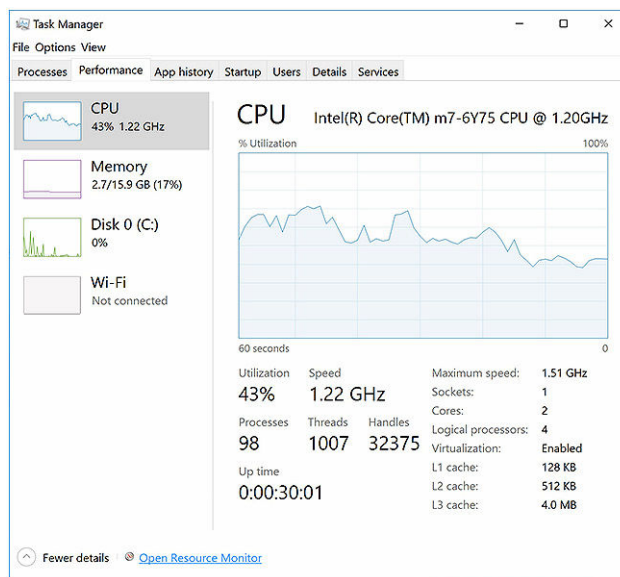 Task Manager
File Options View
Processes Performance App history Startup Users Details Services
CPU
43% 1.22 GHz
Memory
2.7/15.9 GB (17%)
Disk 0 (C:)
0%
Wi-Fi
Not connected
CPU Intel(R) Core(TM) m7-6Y75 CPU @ 1.20GHz
% Utilization 100%
60 seconds 0
Utilization Speed
43% 1.22 GHz
Processes Threads Handles
98 1007 32375
Up time
0:00:30:01
Maximum speed: 1.51 GHz
Sockets: 1
Cores: 2
Logical processors: 4
Virtualization: Enabled
L1 cache: 128 KB
L2 cache: 512 KB
L3 cache: 4.0 MB
Fewer details Open Resource Monitor